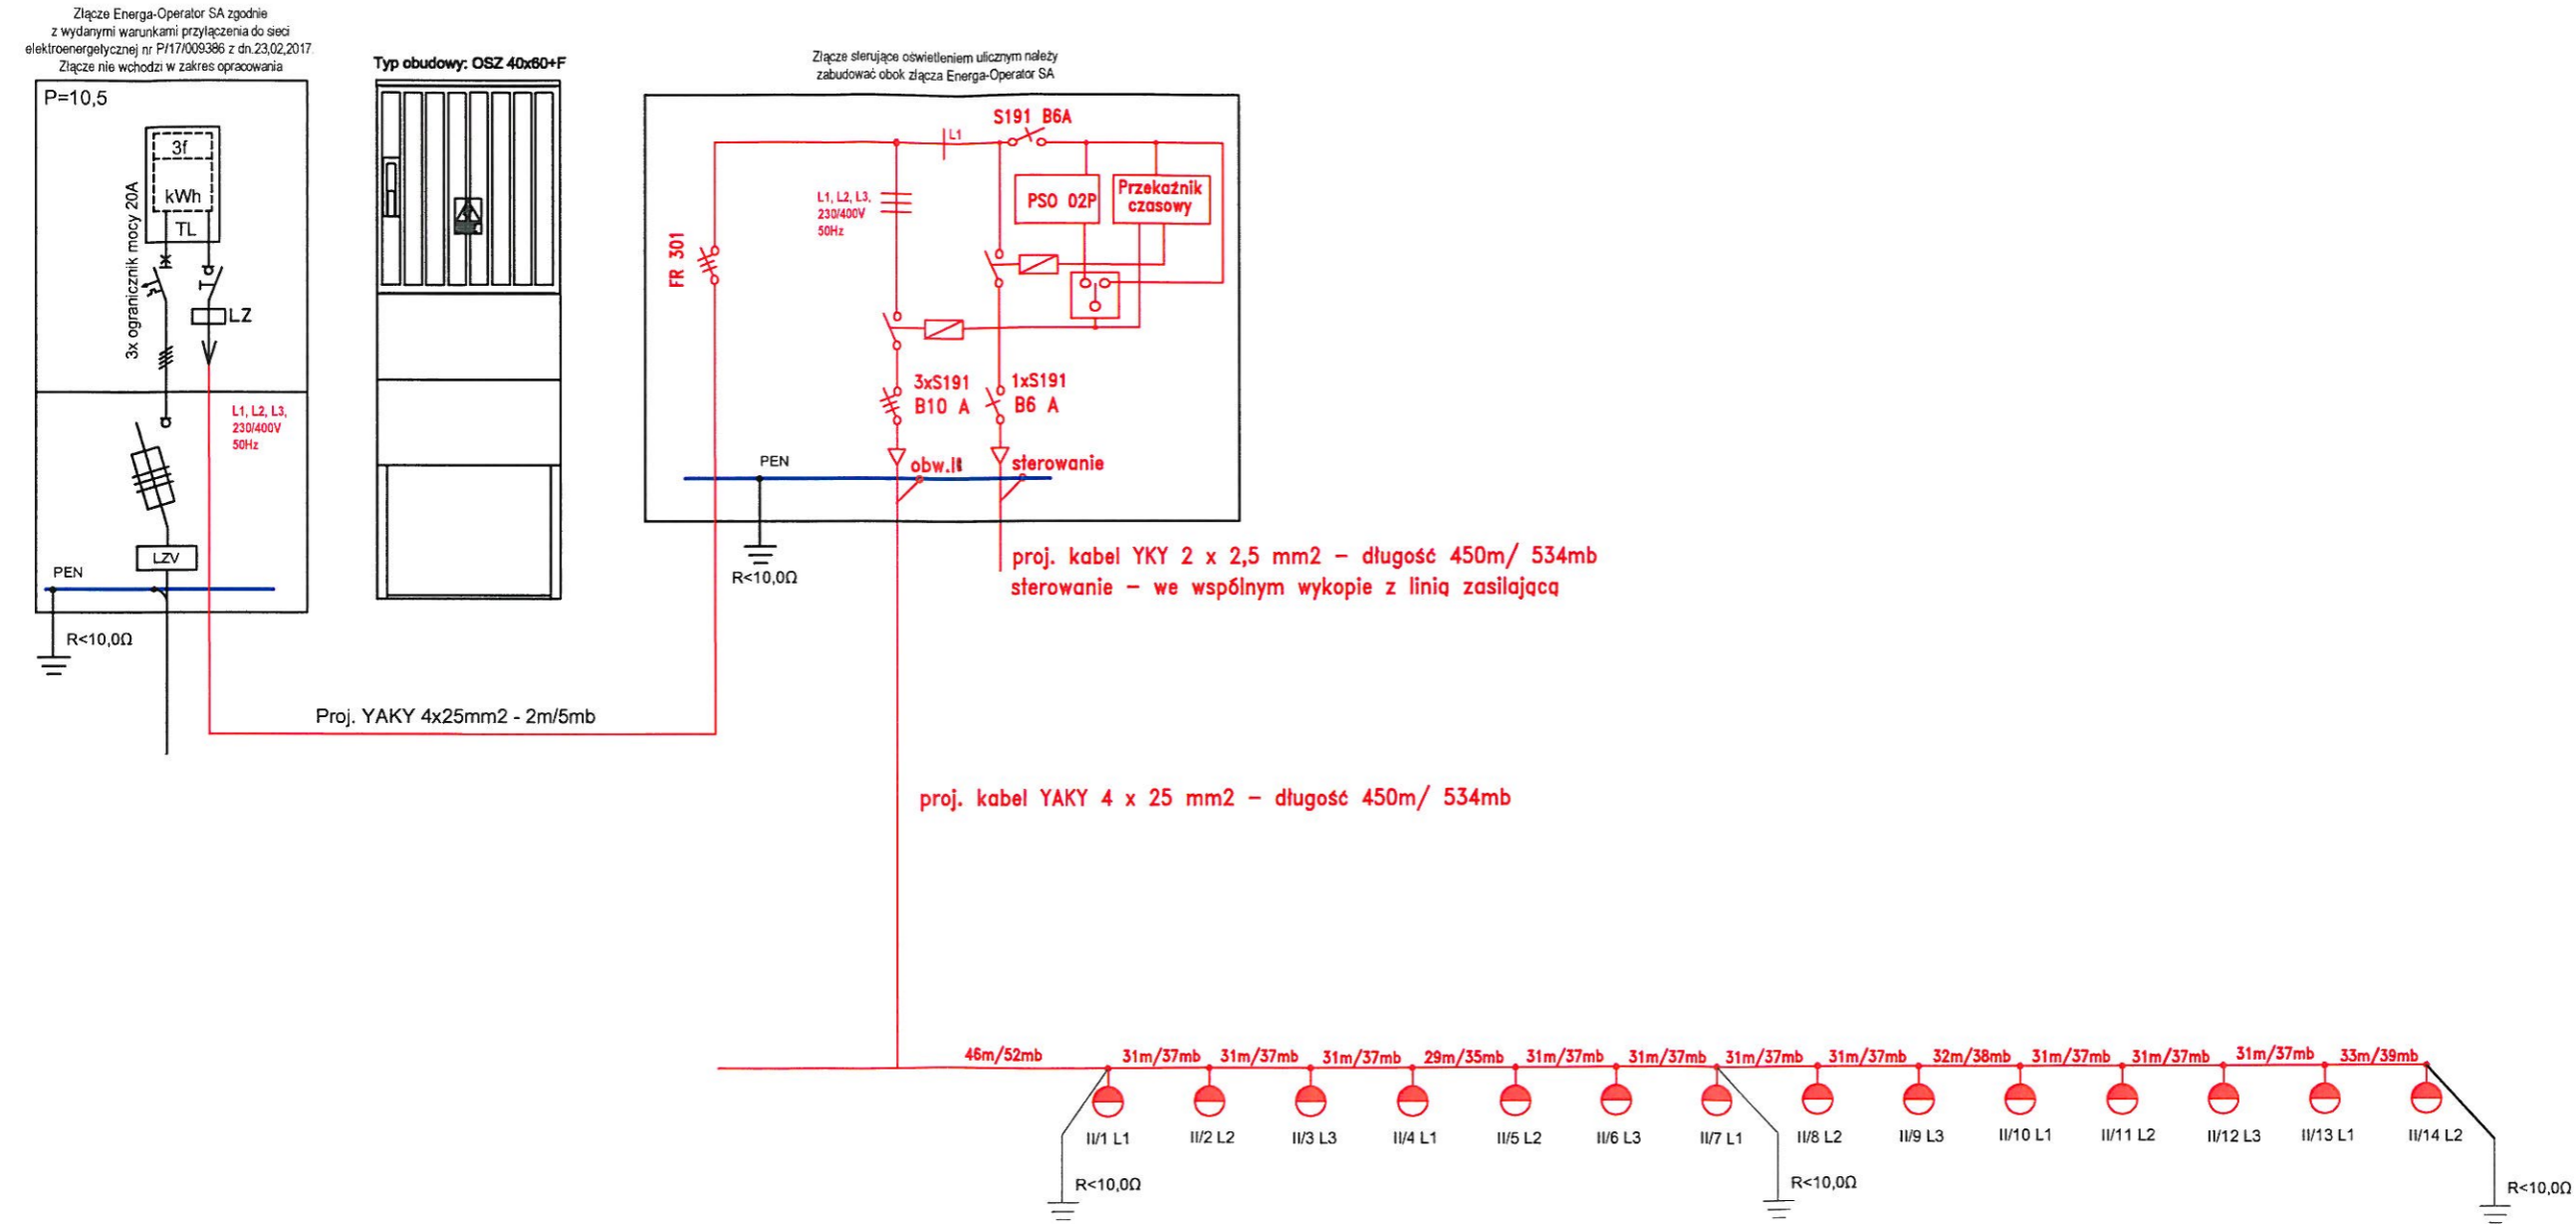 Złącze Energa-Operator SA zgodnie
z wydanymi warunkami przyłączenia do sieci
elektroenergetycznej nr P/17/009386 z dn.23,02,2017.
Złącze nie wchodzi w zakres opracowania
P=10,5
3f
kWh
TL
3x ogranicznik mocy 20A
LZ
L1, L2, L3,
230/400V
50Hz
LZV
PEN
R<10,0Ω
Typ obudowy: OSZ 40x60+F
Proj. YAKY 4x25mm2 - 2m/5mb
Złącze sterujące oświetleniem ulicznym należy
zabudować obok złącza Energa-Operator SA
FR 301
L1
S191 B6A
L1, L2, L3,
230/400V
50Hz
PSO 02P
Przekaźnik
czasowy
3xS191
B10 A
1xS191
B6 A
PEN
obw.II
sterowanie
R<10,0Ω
proj. kabel YKY 2 x 2,5 mm2 – długość 450m/ 534mb
sterowanie – we wspólnym wykopie z linią zasilającą
proj. kabel YAKY 4 x 25 mm2 – długość 450m/ 534mb
46m/52mb 31m/37mb 31m/37mb 31m/37mb 29m/35mb 31m/37mb 31m/37mb 31m/37mb 31m/37mb 32m/38mb 31m/37mb 31m/37mb 31m/37mb 33m/39mb
II/1 L1 II/2 L2 II/3 L3 II/4 L1 II/5 L2 II/6 L3 II/7 L1 II/8 L2 II/9 L3 II/10 L1 II/11 L2 II/12 L3 II/13 L1 II/14 L2
R<10,0Ω R<10,0Ω R<10,0Ω